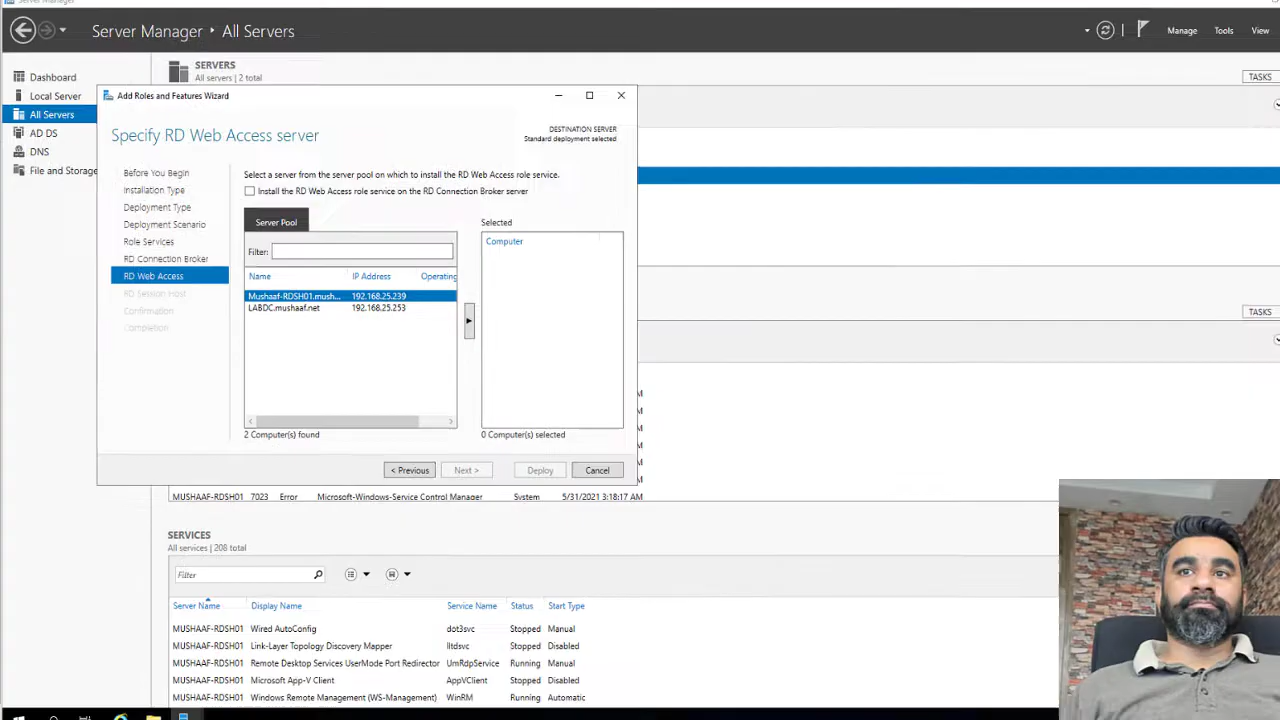 Server Manager
Server Manager ‣ All Servers
Manage
Tools
View
Dashboard
Local Server
All Servers
AD DS
DNS
File and Storage
SERVERS
All servers | 2 total
TASKS
Add Roles and Features Wizard
Specify RD Web Access server
DESTINATION SERVER
Standard deployment selected
Before You Begin
Installation Type
Deployment Type
Deployment Scenario
Role Services
RD Connection Broker
RD Web Access
RD Session Host
Confirmation
Completion
Select a server from the server pool on which to install the RD Web Access role service.
Install the RD Web Access role service on the RD Connection Broker server
Server Pool
Filter:
Name IP Address Operating
Mushaaf-RDSH01.mush... 192.168.25.239
LABDC.mushaaf.net 192.168.25.253
2 Computer(s) found
Selected
Computer
0 Computer(s) selected
< Previous
Next >
Deploy
Cancel
TASKS
M
M
M
M
M
M
MUSHAAF-RDSH01 7023 Error Microsoft-Windows-Service Control Manager System 5/31/2021 3:18:17 AM
SERVICES
All services | 208 total
Filter
Server Name Display Name Service Name Status Start Type
MUSHAAF-RDSH01 Wired AutoConfig dot3svc Stopped Manual
MUSHAAF-RDSH01 Link-Layer Topology Discovery Mapper lltdsvc Stopped Disabled
MUSHAAF-RDSH01 Remote Desktop Services UserMode Port Redirector UmRdpService Running Manual
MUSHAAF-RDSH01 Microsoft App-V Client AppVClient Stopped Disabled
MUSHAAF-RDSH01 Windows Remote Management (WS-Management) WinRM Running Automatic